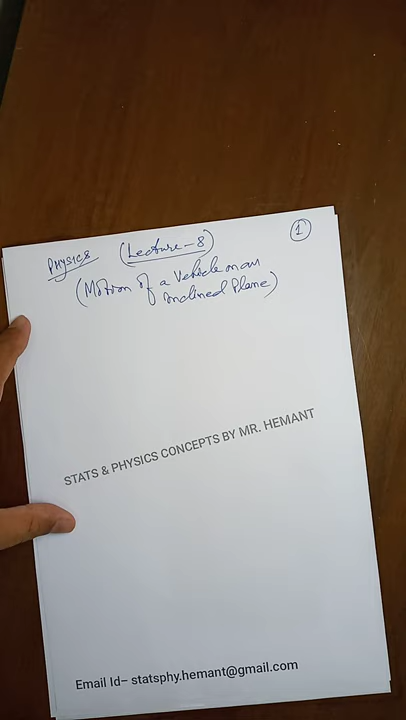 PHYSICS (Lecture-8) 1
(Motion of a Vehicle on an
Inclined Plane)
STATS & PHYSICS CONCEPTS BY MR. HEMANT
Email Id– statsphy.hemant@gmail.com